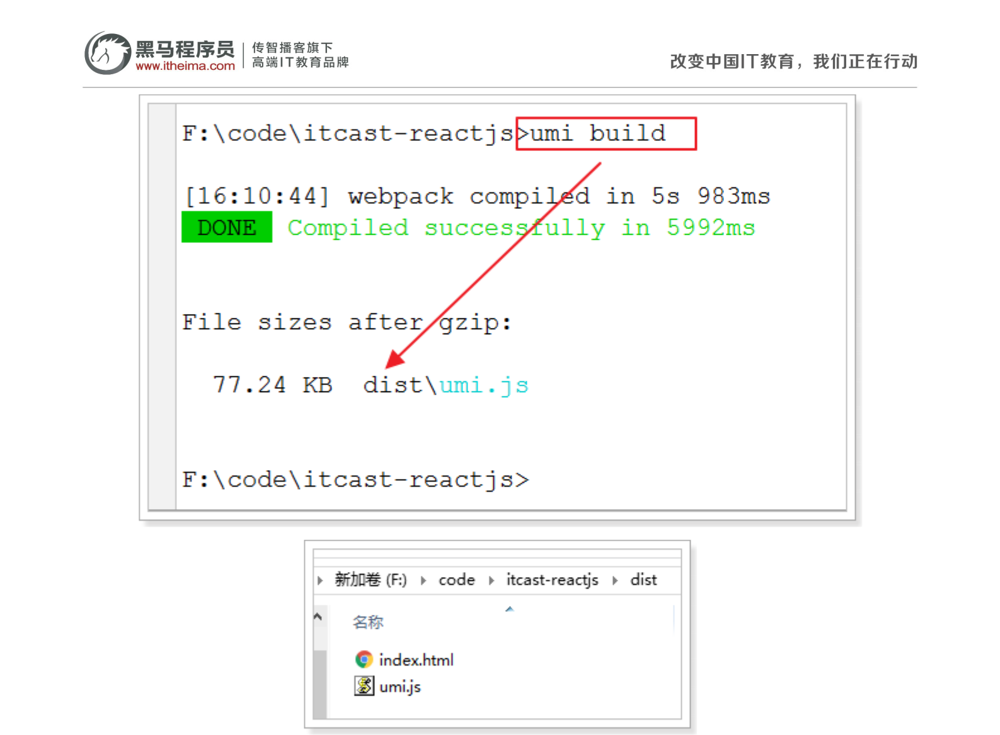 黑马程序员
www.itheima.com
传智播客旗下
高端IT教育品牌
改变中国IT教育，我们正在行动
F:\code\itcast-reactjs>umi build
[16:10:44] webpack compiled in 5s 983ms
DONE Compiled successfully in 5992ms
File sizes after gzip:
77.24 KB dist\umi.js
F:\code\itcast-reactjs>
新加卷 (F:) code itcast-reactjs dist
名称
index.html
umi.js